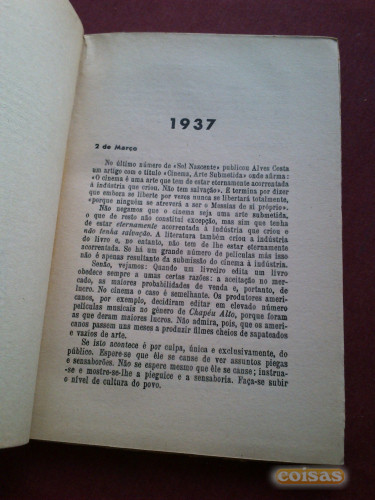 1937
2 de Março
No último número do «Sol Nascente» publicou Alves Costa
um artigo com o título «Cinema, Arte Submetida» onde afirma:
«O cinema é uma arte que tem de estar eternamente acorrentada
à indústria que criou. Não tem salvação». E termina por dizer
que embora se liberte por vezes nunca se libertará totalmente,
«porque ninguém se atreverá a ser o Messias de si próprio».
Não negamos que o cinema seja uma arte submetida,
o que de resto não constitui excepção, mas sim que tenha de
estar eternamente acorrentada à indústria que criou e que
não tenha salvação. A literatura também criou a indústria
do livro e, no entanto, não tem de lhe estar eternamente
acorrentada. Se há um grande número de películas más isso
não é apenas resultante da submissão do cinema à indústria.
Senão, vejamos: Quando um livreiro edita um livro
obedece sempre a umas certas razões: a aceitação no mer-
cado, as maiores probabilidades de venda e, portanto, de
lucro. No cinema o caso é semelhante. Os produtores ameri-
canos, por exemplo, decidiram editar em elevado número
películas musicais no género de Chapéu Alto, porque foram
as que deram maiores lucros. Não admira, pois, que os ameri-
canos passem uns meses a produzir filmes cheios de sapateados
e vazios de arte.
Se isto acontece é por culpa, única e exclusivamente, do
público. Espere-se que êle se canse de ver assuntos piegas
e sensaborões. Não se espere mesmo que êle se canse; instrua-
-se e mostre-se-lhe a pieguice e a sensaboria. Faça-se subir
o nível de cultura do povo.
coisas